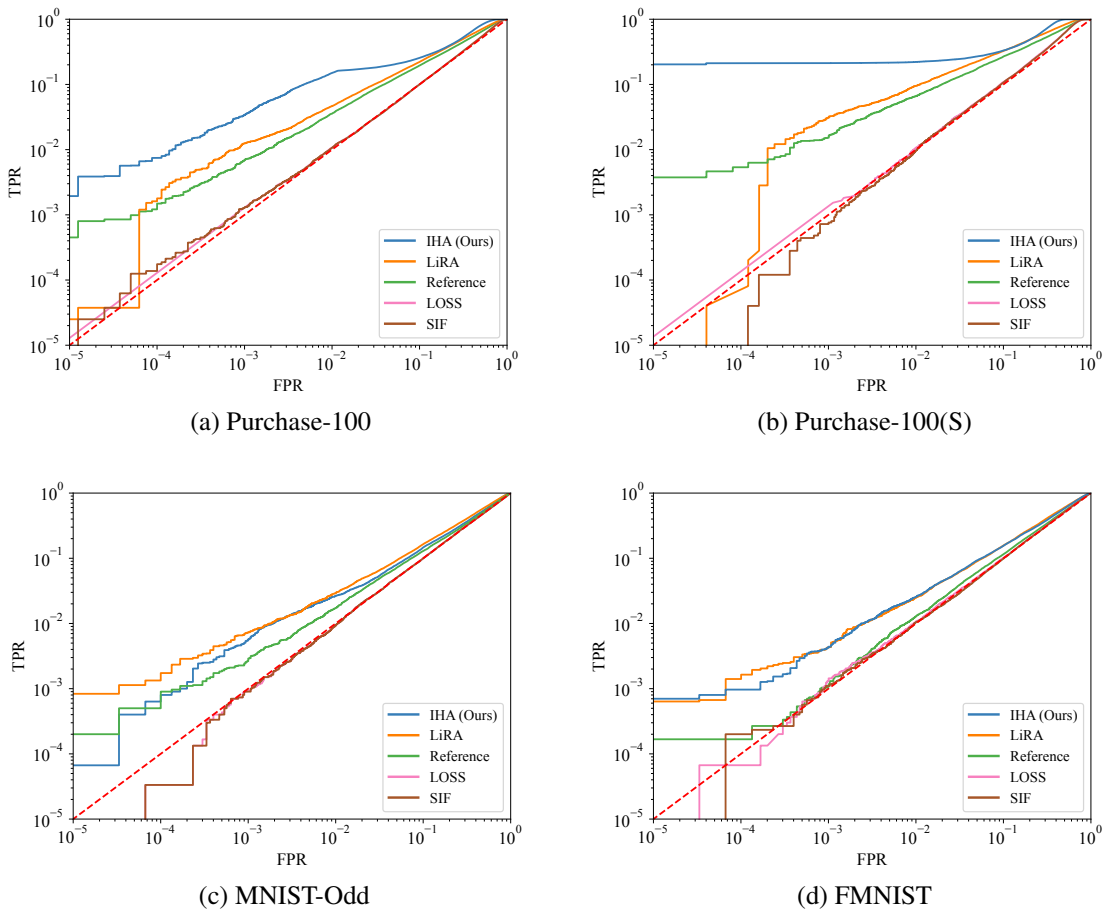 10^0
10^-1
10^-2
10^-3
10^-4
10^-5
TPR
IHA (Ours)
LiRA
Reference
LOSS
SIF
10^-5 10^-4 10^-3 10^-2 10^-1 10^0
FPR
(a) Purchase-100
10^0
10^-1
10^-2
10^-3
10^-4
10^-5
TPR
IHA (Ours)
LiRA
Reference
LOSS
SIF
10^-5 10^-4 10^-3 10^-2 10^-1 10^0
FPR
(b) Purchase-100(S)
10^0
10^-1
10^-2
10^-3
10^-4
10^-5
TPR
IHA (Ours)
LiRA
Reference
LOSS
SIF
10^-5 10^-4 10^-3 10^-2 10^-1 10^0
FPR
(c) MNIST-Odd
10^0
10^-1
10^-2
10^-3
10^-4
10^-5
TPR
IHA (Ours)
LiRA
Reference
LOSS
SIF
10^-5 10^-4 10^-3 10^-2 10^-1 10^0
FPR
(d) FMNIST